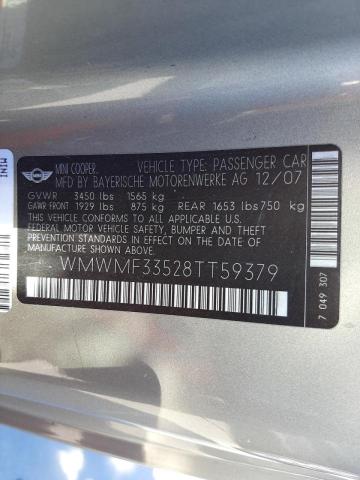 MINI
MINI COOPER, VEHICLE TYPE: PASSENGER CAR
MFD BY BAYERISCHE MOTORENWERKE AG 12/07
GVWR 3450 lbs 1565 kg
GAWR FRONT 1929 lbs 875 kg GAWR REAR 1653 lbs 750 kg
THIS VEHICLE CONFORMS TO ALL APPLICABLE U.S.
FEDERAL MOTOR VEHICLE SAFETY, BUMPER AND THEFT
PREVENTION STANDARDS IN EFFECT ON THE DATE OF
MANUFACTURE SHOWN ABOVE.
WMWMF33528TT59379
7 049 307
MINI